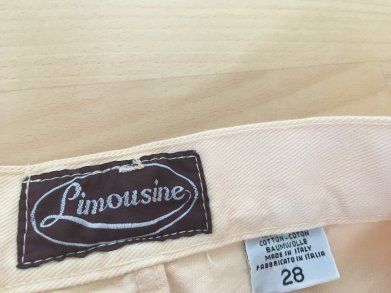 Limousine
COTTON-COTON
BAUMWOLLE
MADE IN ITALY
FABBRICATO IN ITALIA
28